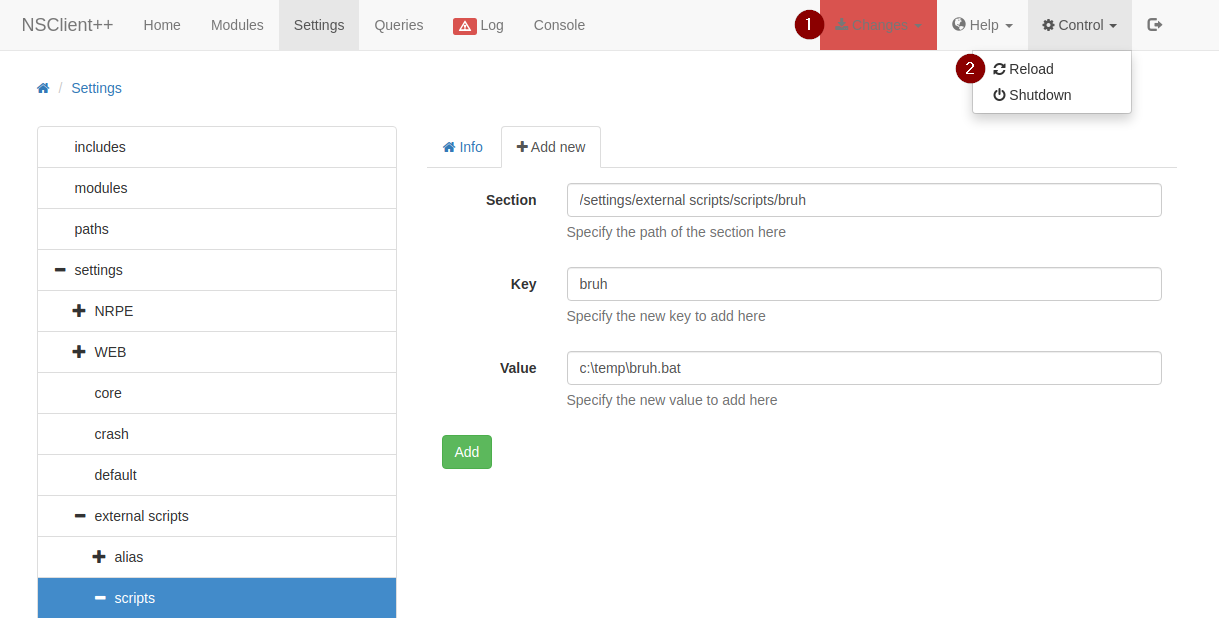 NSClient++ Home Modules Settings Queries Log Console 1 Changes Help Control
2 Reload
Shutdown
/ Settings
includes
modules
paths
settings
NRPE
WEB
core
crash
default
external scripts
alias
scripts
Info Add new
Section /settings/external scripts/scripts/bruh
Specify the path of the section here
Key bruh
Specify the new key to add here
Value c:\temp\bruh.bat
Specify the new value to add here
Add